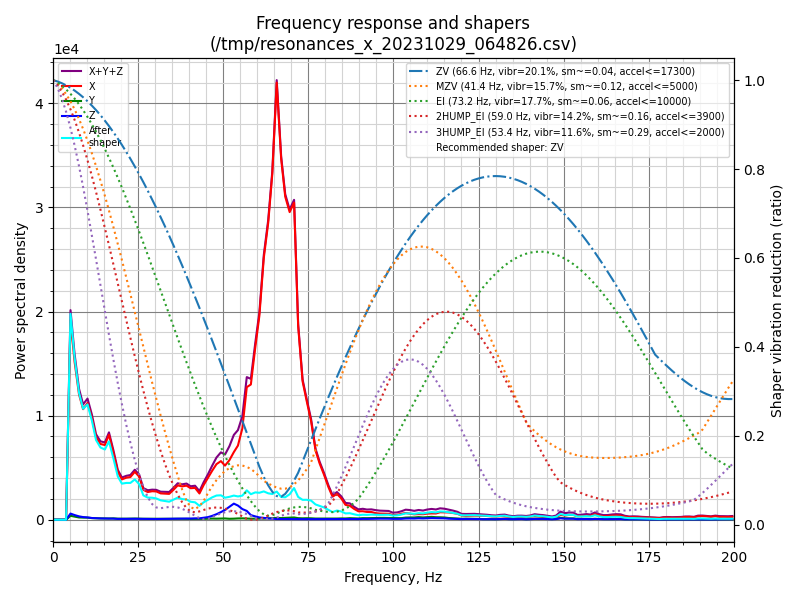 Frequency response and shapers
(/tmp/resonances_x_20231029_064826.csv)
1e4
X+Y+Z
X
Y
Z
After
shaper
ZV (66.6 Hz, vibr=20.1%, sm~=0.04, accel<=17300)
MZV (41.4 Hz, vibr=15.7%, sm~=0.12, accel<=5000)
EI (73.2 Hz, vibr=17.7%, sm~=0.06, accel<=10000)
2HUMP_EI (59.0 Hz, vibr=14.2%, sm~=0.16, accel<=3900)
3HUMP_EI (53.4 Hz, vibr=11.6%, sm~=0.29, accel<=2000)
Recommended shaper: ZV
Power spectral density
4
3
2
1
0
1.0
0.8
0.6
0.4
0.2
0.0
Shaper vibration reduction (ratio)
0 25 50 75 100 125 150 175 200
Frequency, Hz